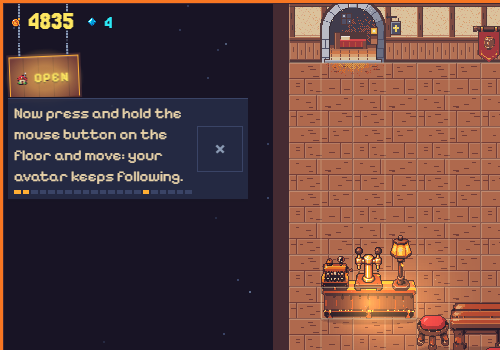 4835 4
OPEN
Now press and hold the
mouse button on the
floor and move: your
avatar keeps following.
×